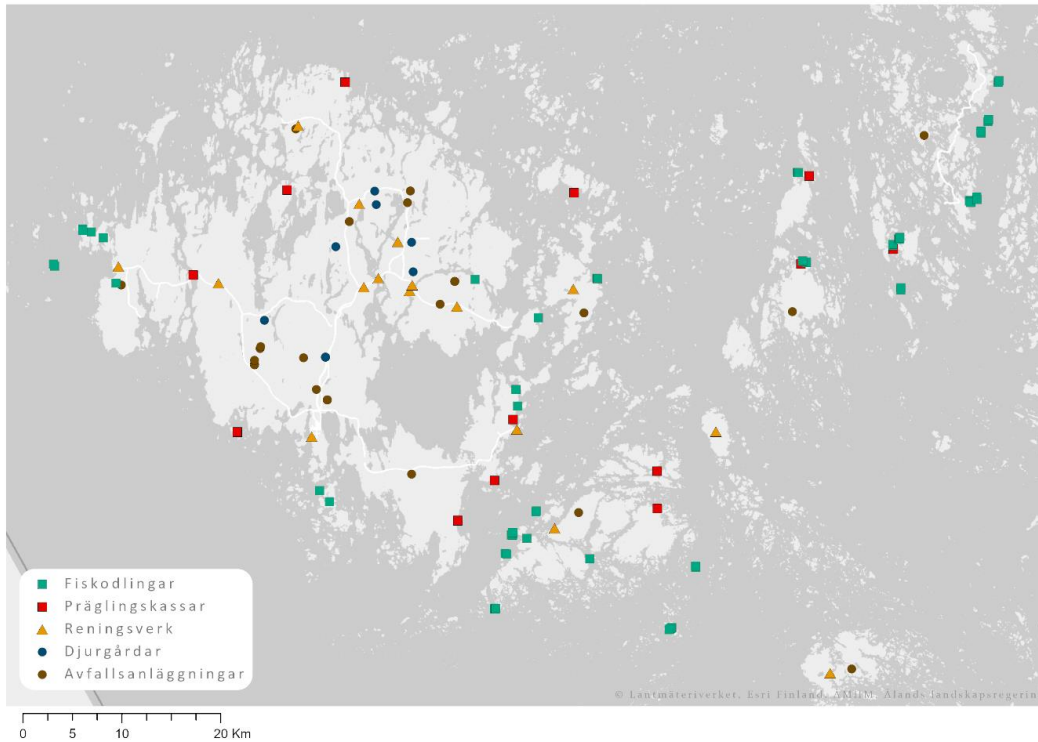 Fiskodlingar
Präglingskassar
Reningsverk
Djurgårdar
Avfallsanläggningar
© Lantmäteriverket, Esri Finland, ÅMHM, Ålands landskapsregering
0 5 10 20 Km